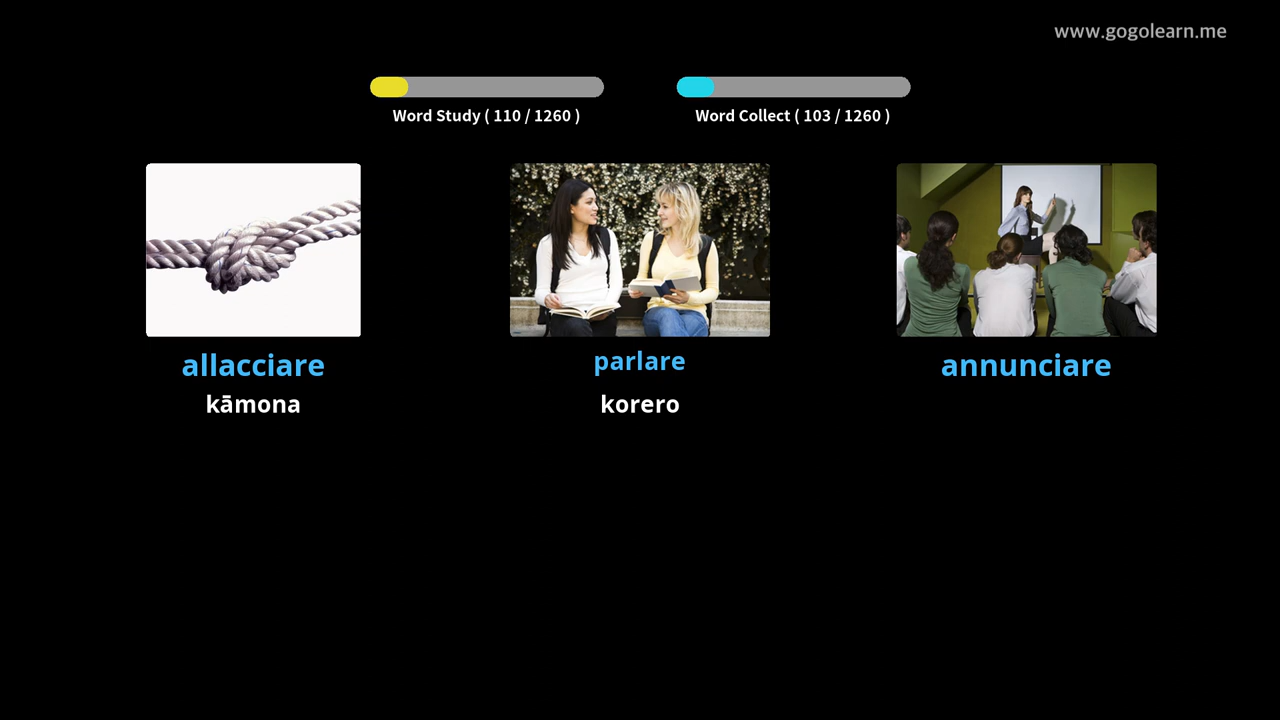 www.gogolearn.me
Word Study ( 110 / 1260 )
Word Collect ( 103 / 1260 )
allacciare
parlare
annunciare
kāmona
korero